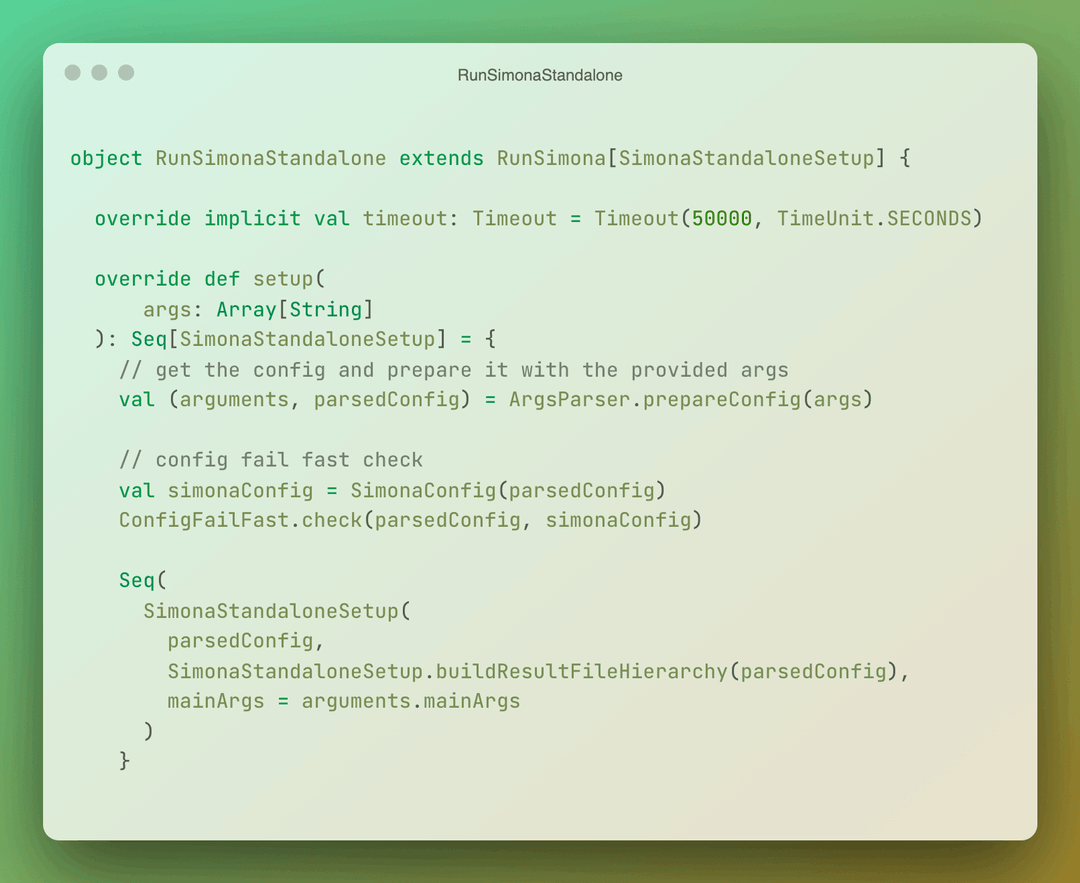 RunSimonaStandalone
object RunSimonaStandalone extends RunSimona[SimonaStandaloneSetup] {
override implicit val timeout: Timeout = Timeout(50000, TimeUnit.SECONDS)
override def setup(
args: Array[String]
): Seq[SimonaStandaloneSetup] = {
// get the config and prepare it with the provided args
val (arguments, parsedConfig) = ArgsParser.prepareConfig(args)
// config fail fast check
val simonaConfig = SimonaConfig(parsedConfig)
ConfigFailFast.check(parsedConfig, simonaConfig)
Seq(
SimonaStandaloneSetup(
parsedConfig,
SimonaStandaloneSetup.buildResultFileHierarchy(parsedConfig),
mainArgs = arguments.mainArgs
)
}